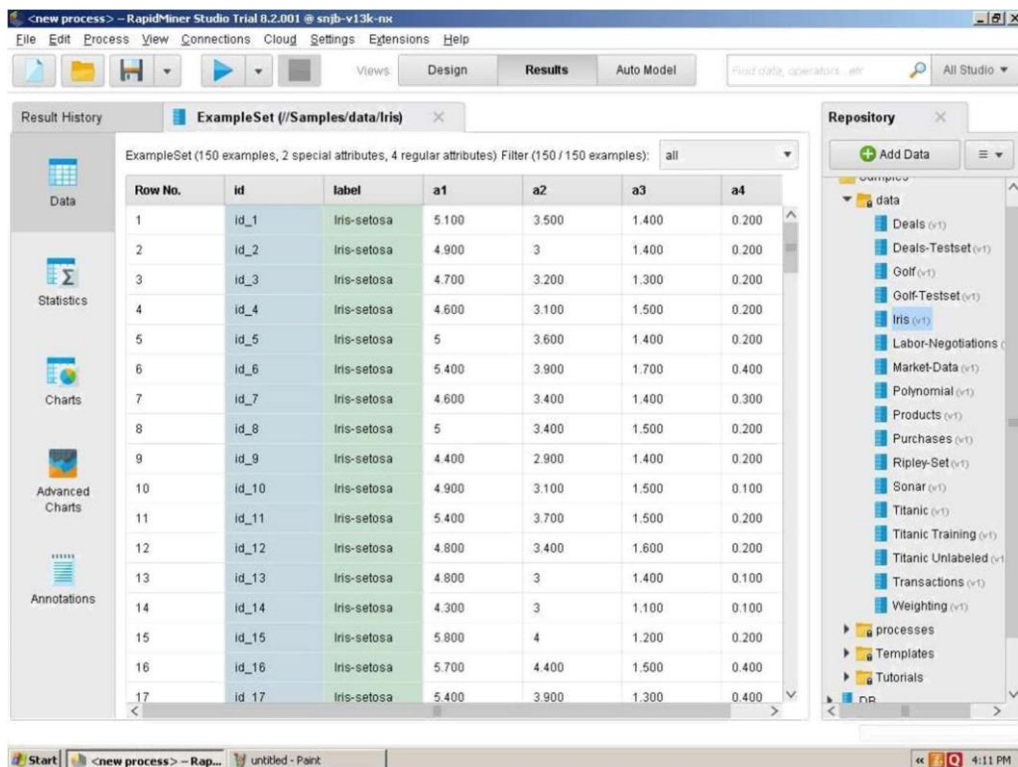 <new process> – RapidMiner Studio Trial 8.2.001 @ snjb-v13k-nx
File Edit Process View Connections Cloud Settings Extensions Help
Views: Design Results Auto Model Find data, operators...etc All Studio
Result History ExampleSet (//Samples/data/Iris) Repository
ExampleSet (150 examples, 2 special attributes, 4 regular attributes) Filter (150 / 150 examples): all
Add Data
Row No. id label a1 a2 a3 a4
1 id_1 Iris-setosa 5.100 3.500 1.400 0.200
2 id_2 Iris-setosa 4.900 3 1.400 0.200
3 id_3 Iris-setosa 4.700 3.200 1.300 0.200
4 id_4 Iris-setosa 4.600 3.100 1.500 0.200
5 id_5 Iris-setosa 5 3.600 1.400 0.200
6 id_6 Iris-setosa 5.400 3.900 1.700 0.400
7 id_7 Iris-setosa 4.600 3.400 1.400 0.300
8 id_8 Iris-setosa 5 3.400 1.500 0.200
9 id_9 Iris-setosa 4.400 2.900 1.400 0.200
10 id_10 Iris-setosa 4.900 3.100 1.500 0.100
11 id_11 Iris-setosa 5.400 3.700 1.500 0.200
12 id_12 Iris-setosa 4.800 3.400 1.600 0.200
13 id_13 Iris-setosa 4.800 3 1.400 0.100
14 id_14 Iris-setosa 4.300 3 1.100 0.100
15 id_15 Iris-setosa 5.800 4 1.200 0.200
16 id_16 Iris-setosa 5.700 4.400 1.500 0.400
17 id_17 Iris-setosa 5.400 3.900 1.300 0.400
Data
Statistics
Charts
Advanced
Charts
Annotations
Samples
data
Deals (v1)
Deals-Testset (v1)
Golf (v1)
Golf-Testset (v1)
Iris (v1)
Labor-Negotiations (
Market-Data (v1)
Polynomial (v1)
Products (v1)
Purchases (v1)
Ripley-Set (v1)
Sonar (v1)
Titanic (v1)
Titanic Training (v1)
Titanic Unlabeled (v1
Transactions (v1)
Weighting (v1)
processes
Templates
Tutorials
DB
Start <new process> – Rap... untitled - Paint 4:11 PM